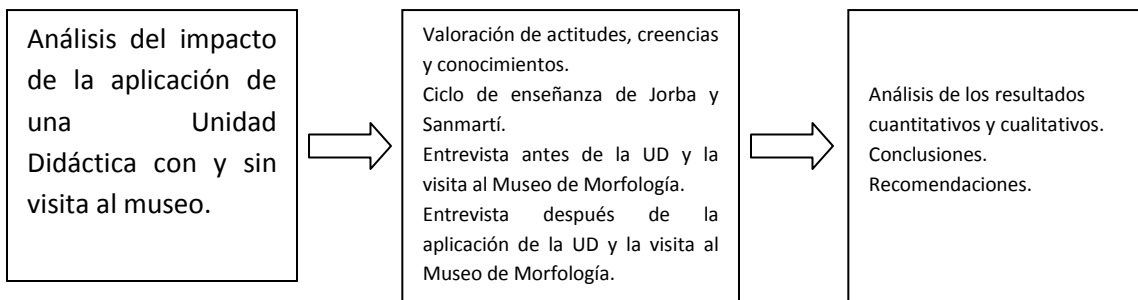 Análisis del impacto
de la aplicación de
una Unidad
Didáctica con y sin
visita al museo.
Valoración de actitudes, creencias
y conocimientos.
Ciclo de enseñanza de Jorba y
Sanmartí.
Entrevista antes de la UD y la
visita al Museo de Morfología.
Entrevista después de la
aplicación de la UD y la visita al
Museo de Morfología.
Análisis de los resultados
cuantitativos y cualitativos.
Conclusiones.
Recomendaciones.